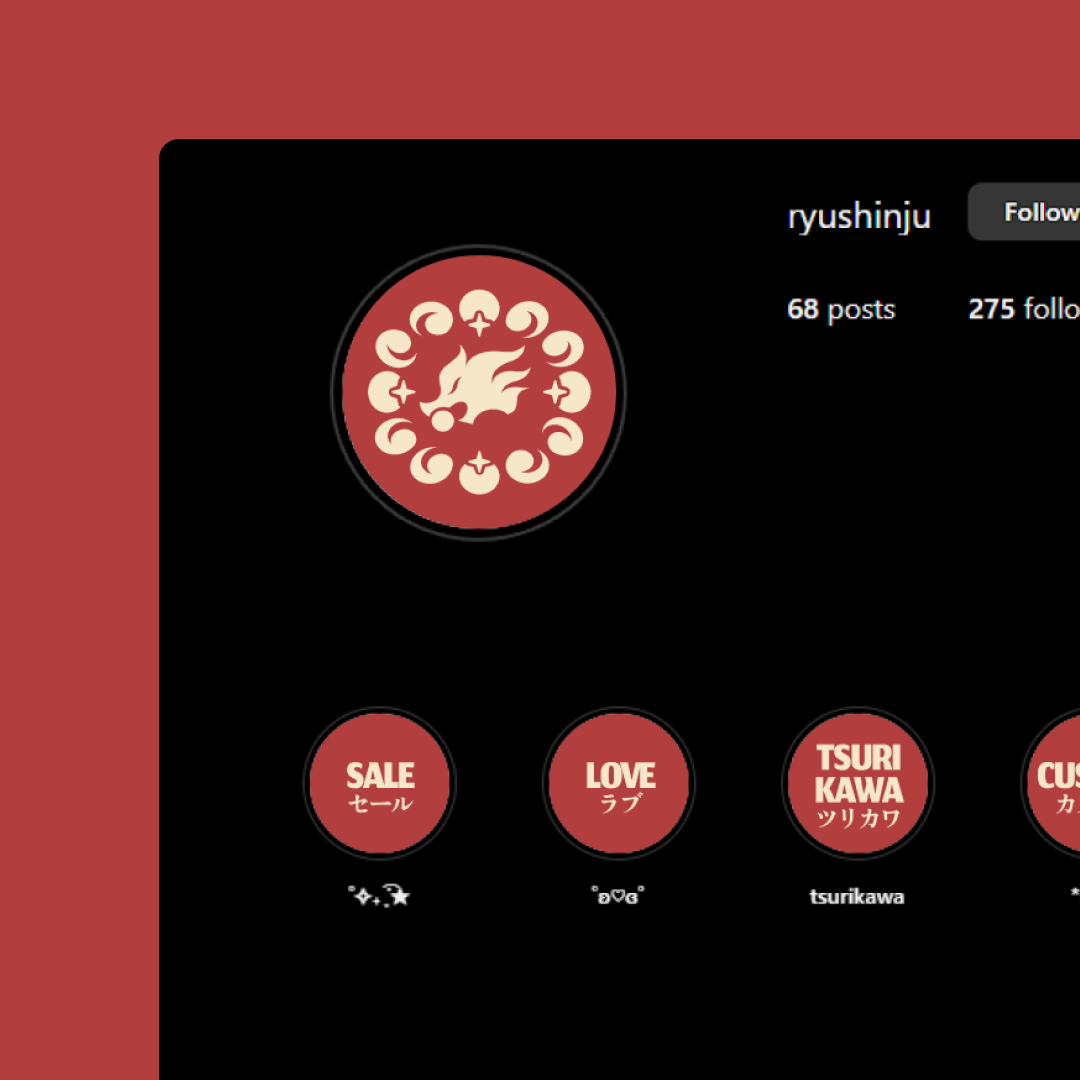 ryushinju
Follow
68 posts
275 follo
SALE
セール
LOVE
ラブ
TSURI
KAWA
ツリカワ
CUS
カ
˚ʚ♡ɞ˚
tsurikawa
*